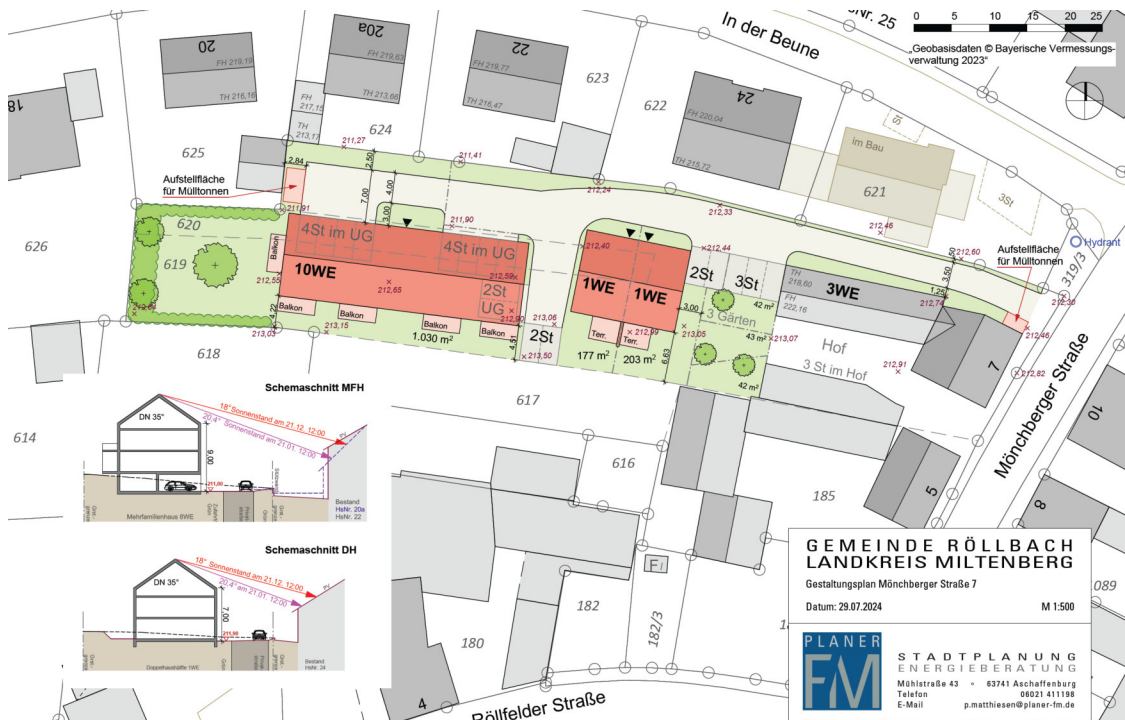 HsNr. 25
In der Beune
0 5 10 15 20 25
„Geobasisdaten © Bayerische Vermessungs-
verwaltung 2023“
20
FH 219,19
TH 216,16
20a
FH 219,63
TH 213,66
22
FH 219,77
TH 216,47
623
622
24
FH 220,04
TH 215,72
St
im Bau
621
3St
18
FH
217,15
TH
213,17
624
625
626
211,27
211,41
212,24
212,33
212,46
212,60
2,84
2,50
4,00
7,00
3,00
Aufstellfläche
für Mülltonnen
211,91
211,90
620
619
Balkon
4St im UG
4St im UG
10WE
212,55
212,65
212,59
2St
UG
212,90
Balkon
Balkon
Balkon
Balkon
4,22
213,03
213,15
1.030 m²
4,51
213,06
2St
213,50
212,40
1WE
1WE
Terr.
Terr.
212,99
177 m²
203 m²
6,63
3,00
213,05
212,44
2St
3St
42 m²
3 Gärten
43 m²
42 m²
213,07
TH
218,60
FH
222,16
3WE
Hof
3 St im Hof
212,91
3,50
1,25
212,74
Aufstellfläche
für Mülltonnen
Hydrant
319/3
212,30
212,46
212,82
7
Mönchberger Straße
10
8
5
618
617
616
614
185
182
182/3
180
4
089
Röllfelder Straße
Schemaschnitt MFH
DN 35°
18° Sonnenstand am 21.12. 12:00
20,4° Sonnenstand am 21.01. 12:00
PV
9,00
211,00
Mehrfamilienhaus 8WE
Bestand
HsNr. 20a
HsNr. 22
Schemaschnitt DH
DN 35°
18° Sonnenstand am 21.12. 12:00
20,4° am 21.01. 12:00
PV
7,00
211,90
Doppelhaushälfte 1WE
Bestand
HsNr. 24
GEMEINDE RÖLLBACH
LANDKREIS MILTENBERG
Gestaltungsplan Mönchberger Straße 7
Datum: 29.07.2024 M 1:500
PLANER
FM
STADTPLANUNG
ENERGIEBERATUNG
Mühlstraße 43 ◦ 63741 Aschaffenburg
Telefon 06021 411198
E-Mail p.matthiesen@planer-fm.de